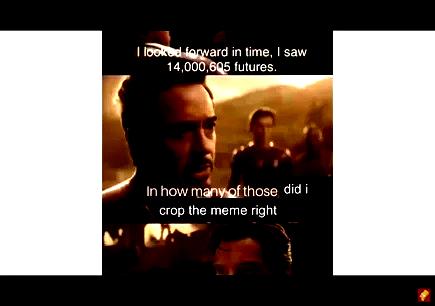 I looked forward in time, I saw
14,000,605 futures.
In how many of those did i
crop the meme right